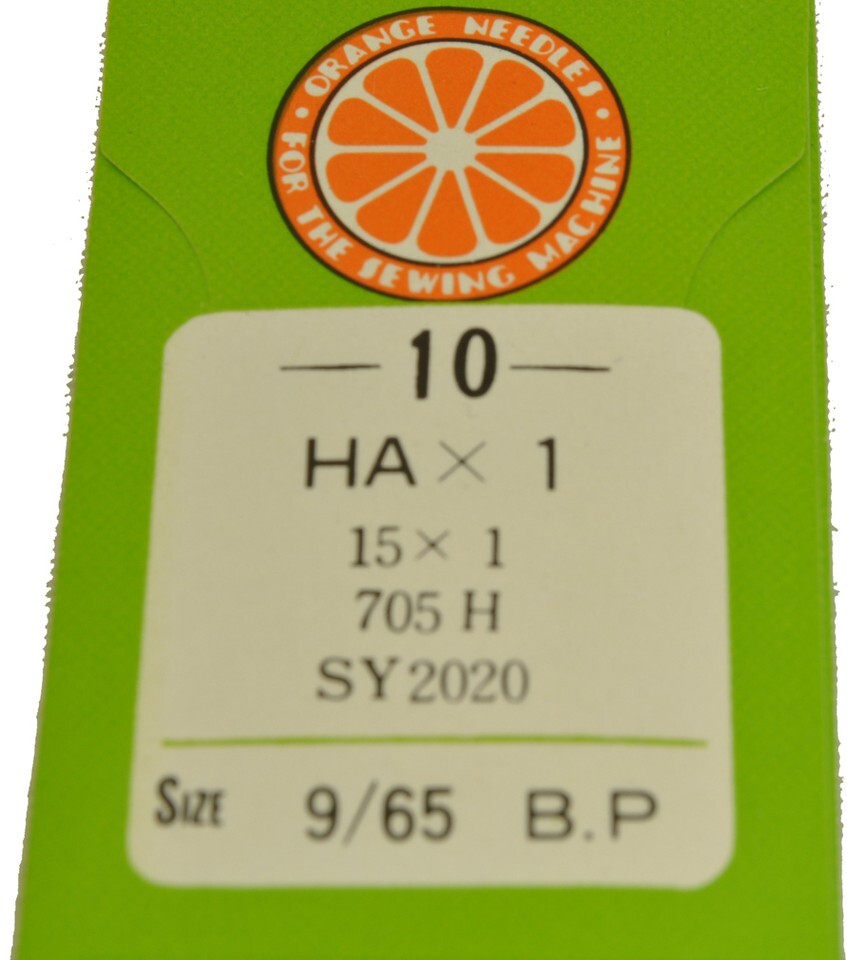 ORANGE NEEDLES
FOR THE SEWING MACHINE
10
HA × 1
15 × 1
705 H
SY2020
SIZE 9/65 B.P